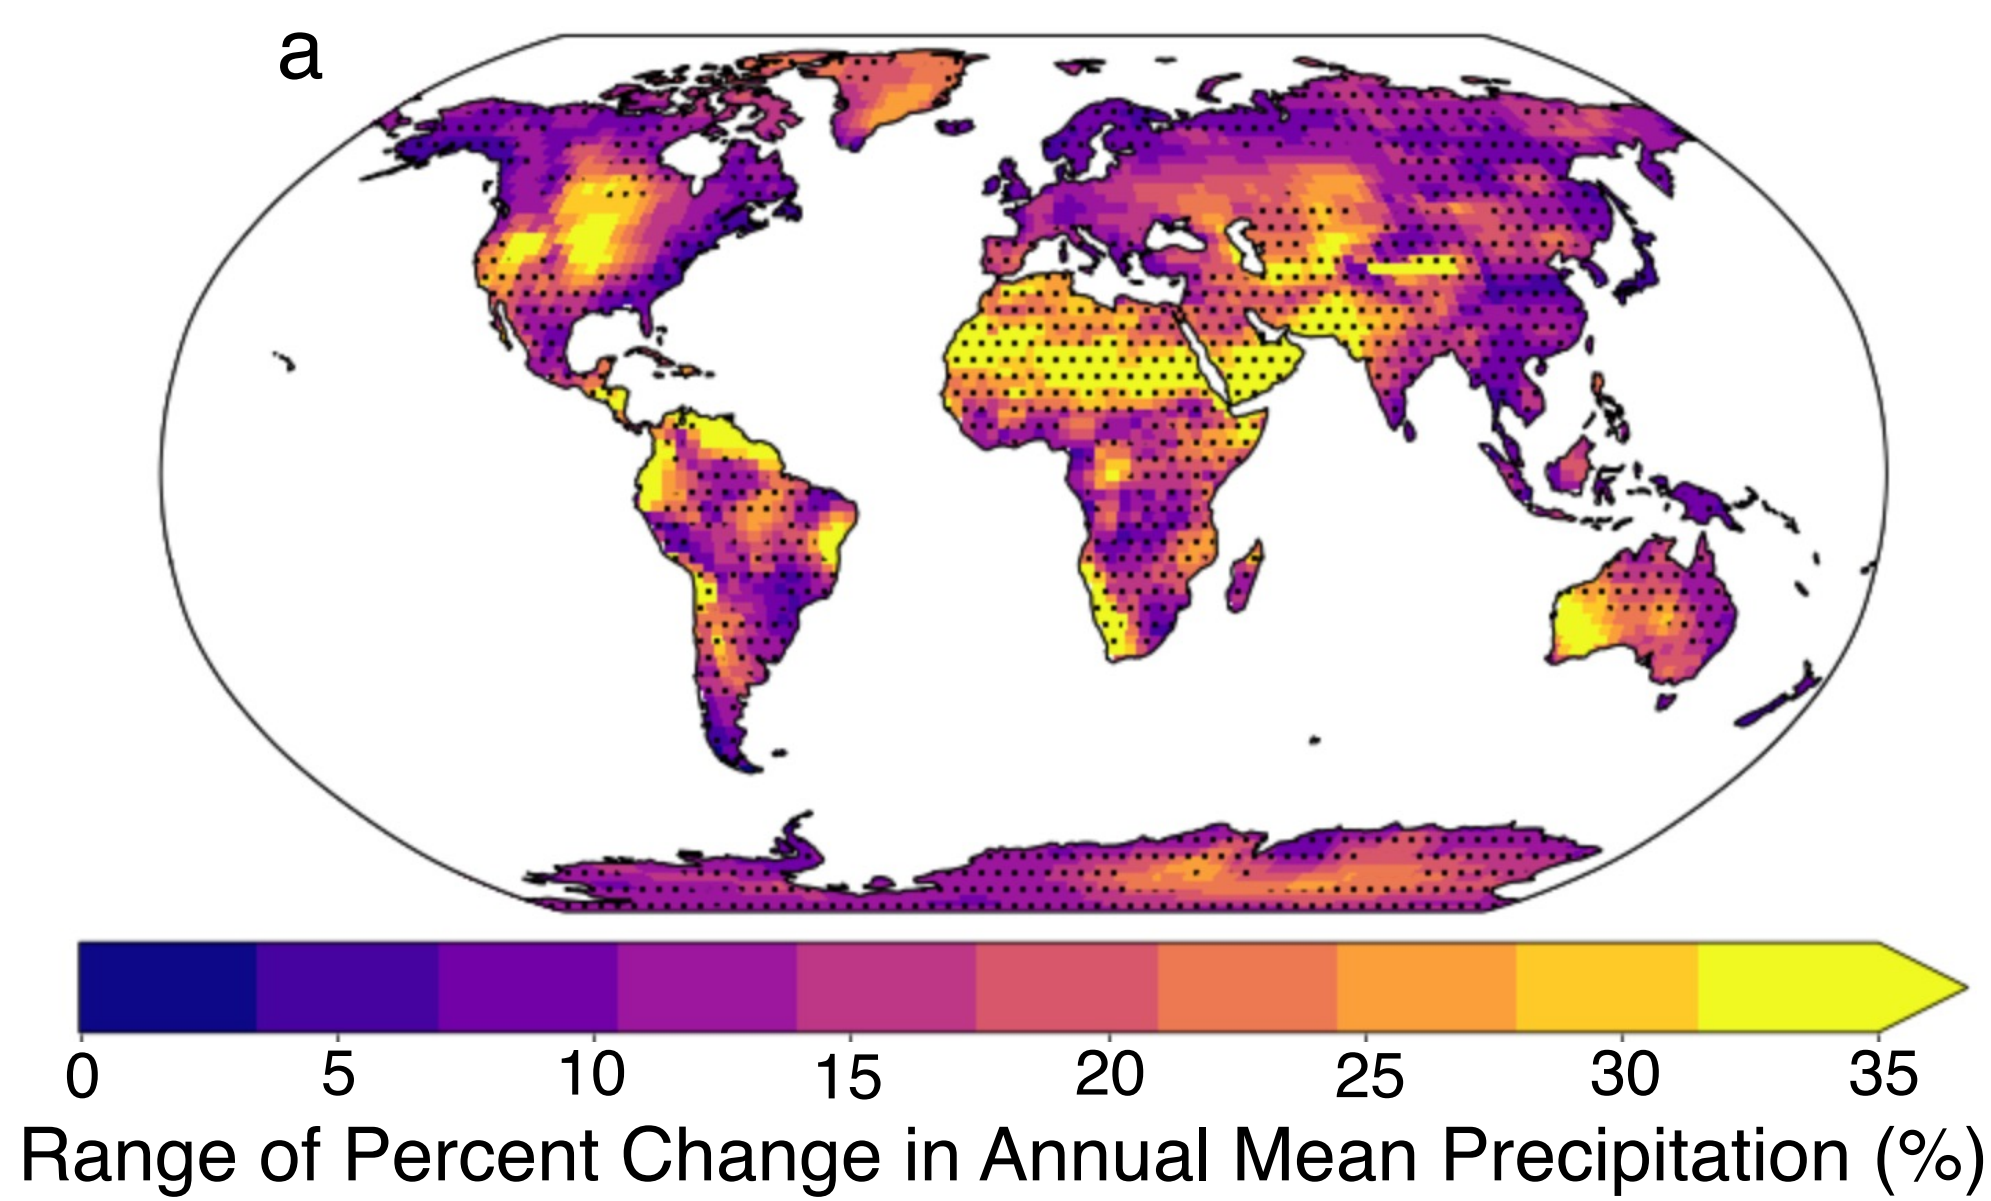 a
0 5 10 15 20 25 30 35
Range of Percent Change in Annual Mean Precipitation (%)